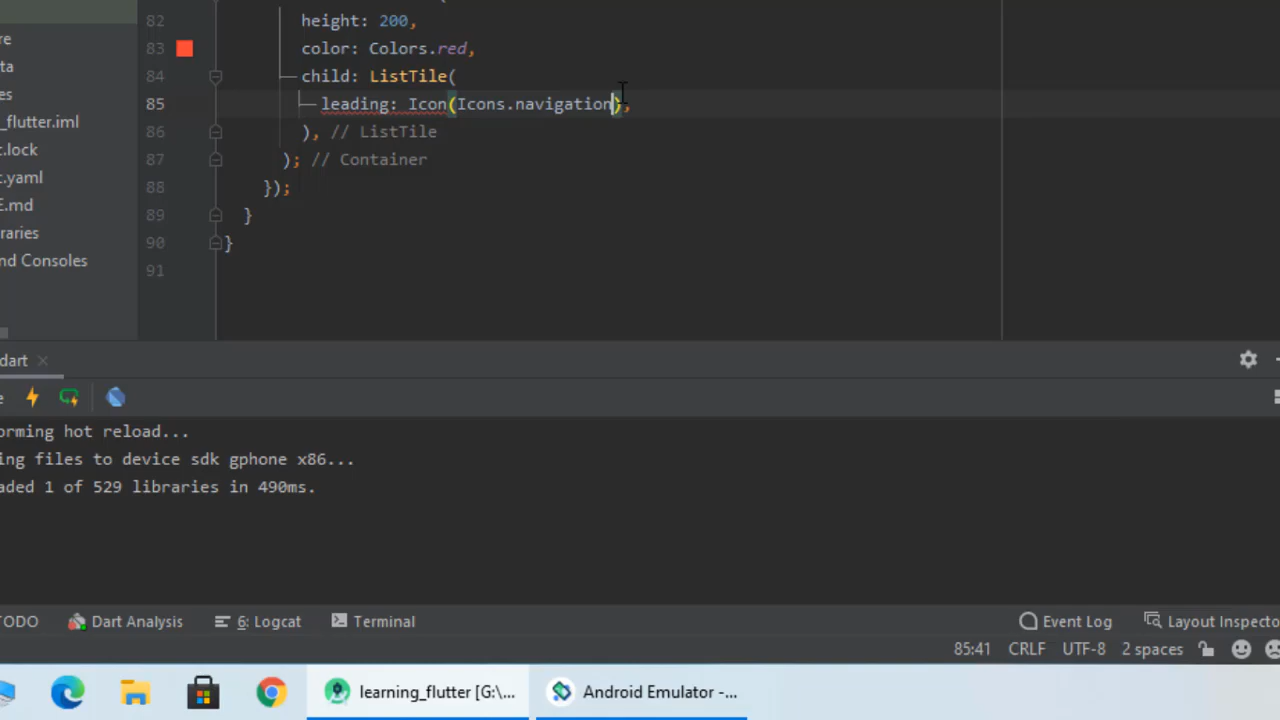 82 height: 200,
re
83 color: Colors.red,
ta
84 child: ListTile(
es
85 leading: Icon(Icons.navigation),
_flutter.iml
86 ), // ListTile
.lock
87 ); // Container
.yaml
88 });
E.md
89 }
raries
90 }
nd Consoles
91
dart
e
orming hot reload...
ing files to device sdk gphone x86...
aded 1 of 529 libraries in 490ms.
TODO Dart Analysis 6: Logcat Terminal Event Log Layout Inspecto
85:41 CRLF UTF-8 2 spaces
learning_flutter [G:\... Android Emulator -...